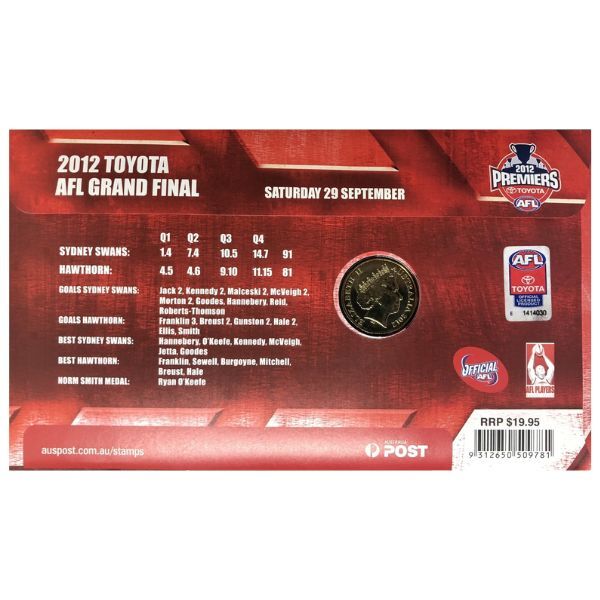 2012 TOYOTA
AFL GRAND FINAL
SATURDAY 29 SEPTEMBER
2012
PREMIERS
TOYOTA
AFL
Q1 Q2 Q3 Q4
SYDNEY SWANS: 1.4 7.4 10.5 14.7 91
HAWTHORN: 4.5 4.6 9.10 11.15 81
GOALS SYDNEY SWANS: Jack 2, Kennedy 2, Malceski 2, McVeigh 2,
Morton 2, Goodes, Hannebery, Reid,
Roberts-Thomson
GOALS HAWTHORN: Franklin 3, Breust 2, Gunston 2, Hale 2,
Ellis, Smith
BEST SYDNEY SWANS: Hannebery, O'Keefe, Kennedy, McVeigh,
Jetta, Goodes
BEST HAWTHORN: Franklin, Sewell, Burgoyne, Mitchell,
Breust, Hale
NORM SMITH MEDAL: Ryan O'Keefe
ELIZABETH II AUSTRALIA 2012
AFL
TOYOTA
OFFICIAL
LICENSED
PRODUCT
E 1414030
OFFICIAL
AFL
AFL PLAYERS
RRP $19.95
9 312650 509781
auspost.com.au/stamps
AUSTRALIA
POST